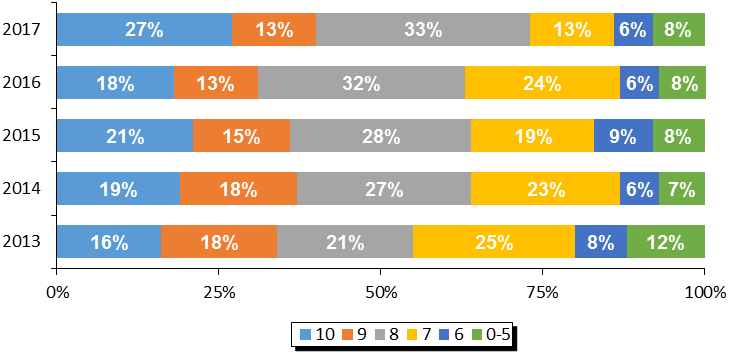 2017 27% 13% 33% 13% 6% 8%
2016 18% 13% 32% 24% 6% 8%
2015 21% 15% 28% 19% 9% 8%
2014 19% 18% 27% 23% 6% 7%
2013 16% 18% 21% 25% 8% 12%
0% 25% 50% 75% 100%
10 9 8 7 6 0-5